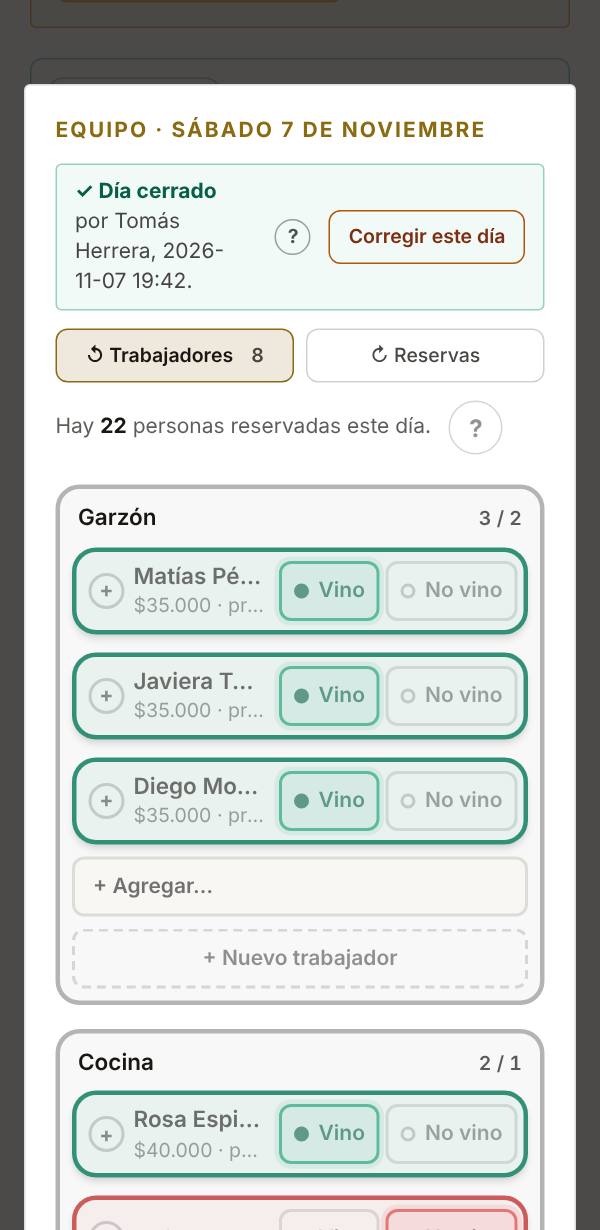 EQUIPO · SÁBADO 7 DE NOVIEMBRE
✓ Día cerrado
por Tomás
Herrera, 2026-
11-07 19:42.
?
Corregir este día
↺ Trabajadores 8
↻ Reservas
Hay 22 personas reservadas este día. ?
Garzón 3 / 2
+ Matías Pé... Vino No vino
$35.000 · pr...
+ Javiera T... Vino No vino
$35.000 · pr...
+ Diego Mo... Vino No vino
$35.000 · pr...
+ Agregar...
+ Nuevo trabajador
Cocina 2 / 1
+ Rosa Espi... Vino No vino
$40.000 · p...